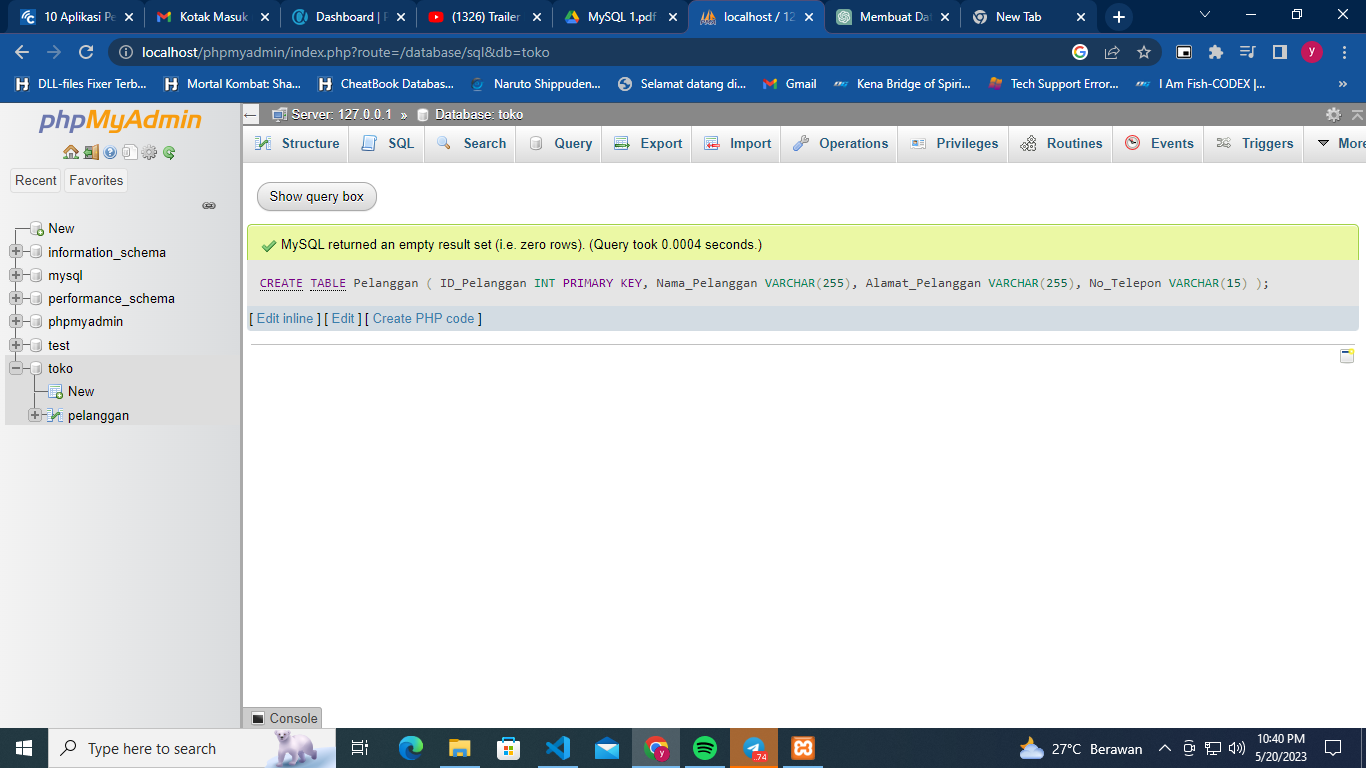 10 Aplikasi Pe
Kotak Masuk
Dashboard | F
(1326) Trailer
MySQL 1.pdf
localhost / 12
Membuat Dat
New Tab
localhost/phpmyadmin/index.php?route=/database/sql&db=toko
y
DLL-files Fixer Terb...
Mortal Kombat: Sha...
CheatBook Databas...
Naruto Shippuden...
Selamat datang di...
Gmail
Kena Bridge of Spiri...
Tech Support Error...
I Am Fish-CODEX |...
»
phpMyAdmin
Recent
Favorites
New
information_schema
mysql
performance_schema
phpmyadmin
test
toko
New
pelanggan
Server: 127.0.0.1 » Database: toko
Structure
SQL
Search
Query
Export
Import
Operations
Privileges
Routines
Events
Triggers
More
Show query box
MySQL returned an empty result set (i.e. zero rows). (Query took 0.0004 seconds.)
CREATE TABLE Pelanggan ( ID_Pelanggan INT PRIMARY KEY, Nama_Pelanggan VARCHAR(255), Alamat_Pelanggan VARCHAR(255), No_Telepon VARCHAR(15) );
[ Edit inline ] [ Edit ] [ Create PHP code ]
Console
Type here to search
y
74
27°C Berawan
10:40 PM
5/20/2023